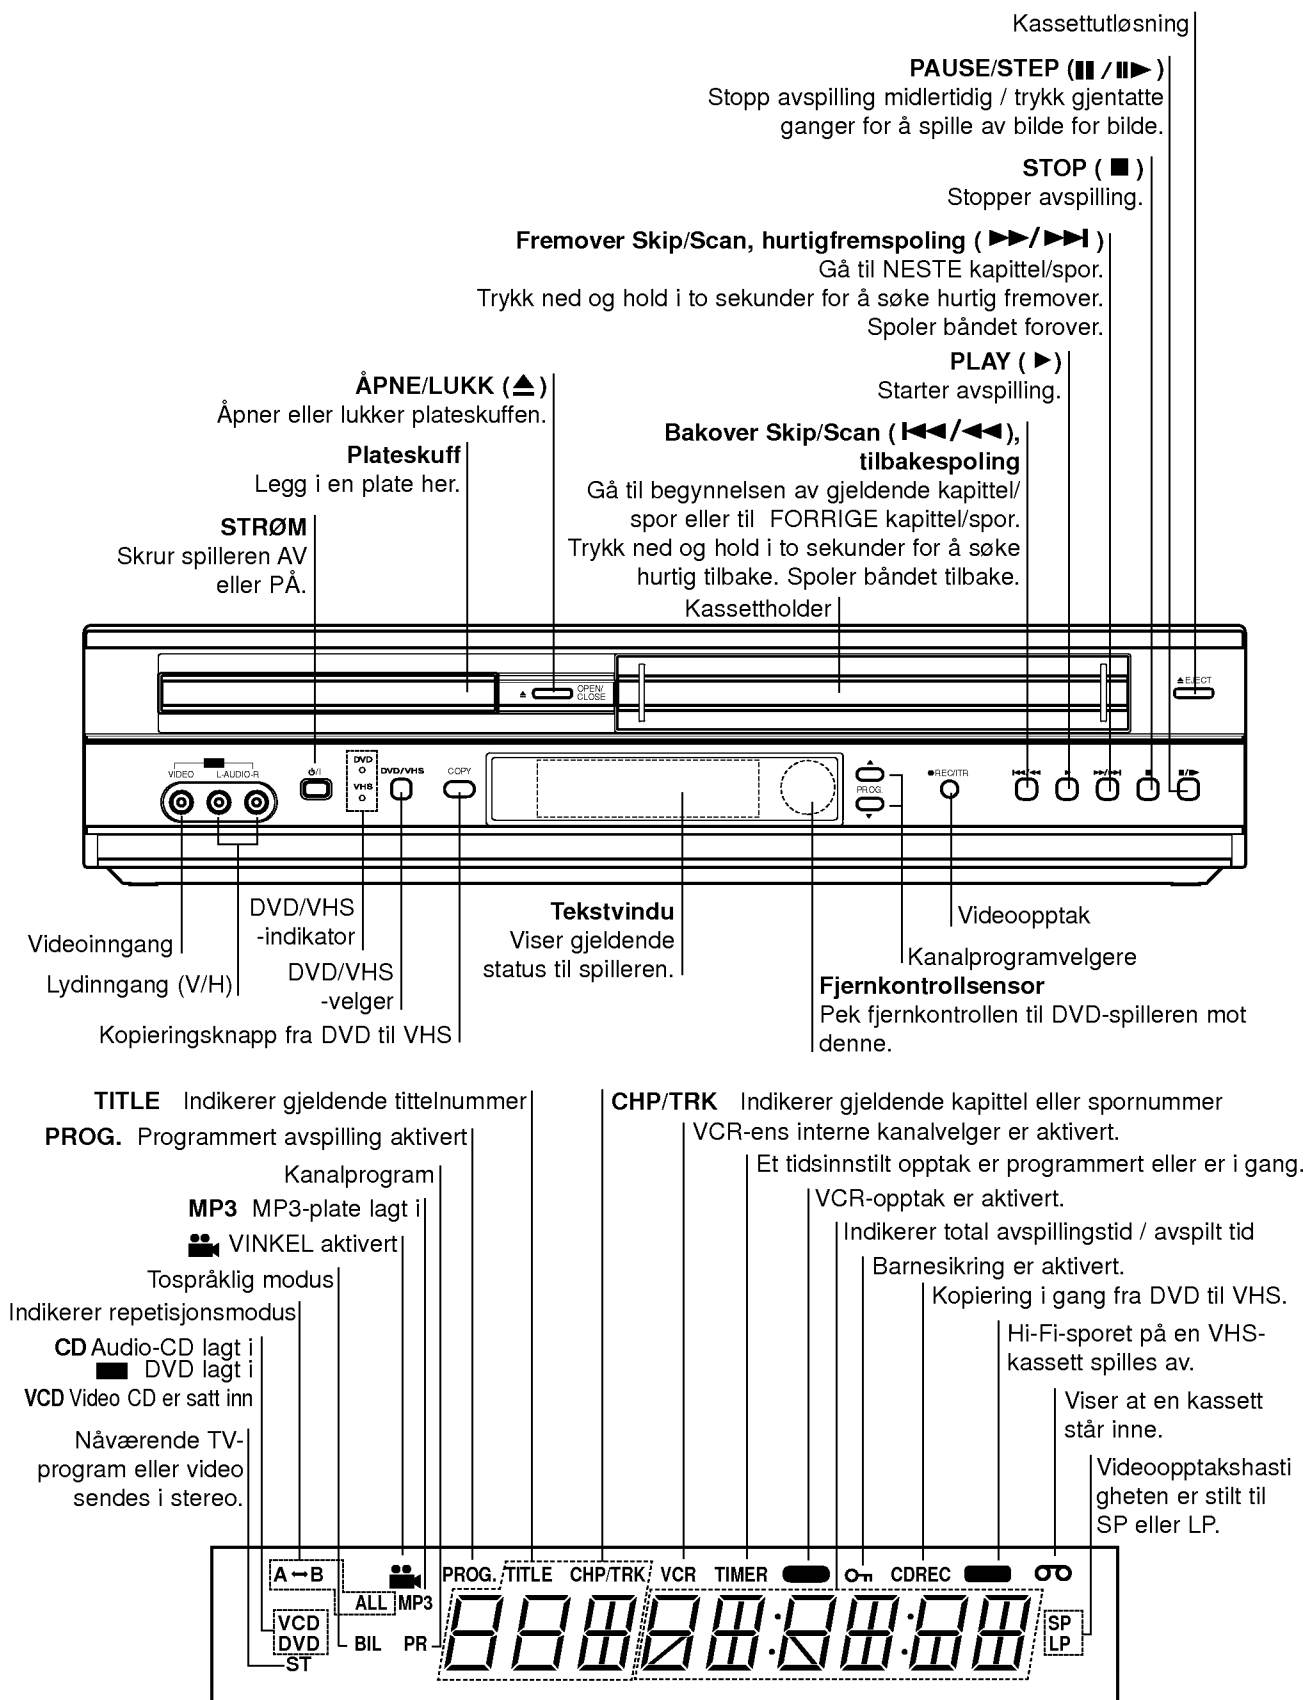 Kassettutløsning
PAUSE/STEP (II / II▶)
Stopp avspilling midlertidig / trykk gjentatte
ganger for å spille av bilde for bilde.
STOP ( ■ )
Stopper avspilling.
Fremover Skip/Scan, hurtigfremspoling ( ▶▶/▶▶I )
Gå til NESTE kapittel/spor.
Trykk ned og hold i to sekunder for å søke hurtig fremover.
Spoler båndet forover.
PLAY ( ▶ )
Starter avspilling.
ÅPNE/LUKK (⏏)
Åpner eller lukker plateskuffen.
Bakover Skip/Scan ( I◀◀/◀◀ ),
tilbakespoling
Gå til begynnelsen av gjeldende kapittel/
spor eller til FORRIGE kapittel/spor.
Trykk ned og hold i to sekunder for å søke
hurtig tilbake. Spoler båndet tilbake.
Plateskuff
Legg i en plate her.
STRØM
Skrur spilleren AV
eller PÅ.
Kassettholder
⏏ OPEN/
CLOSE
⏏ EJECT
VIDEO L-AUDIO-R
⏻/I
DVD
VHS
DVD/VHS
COPY
▲
PROG.
▼
●REC/ITR
I◀◀/◀◀
▶
▶▶/▶▶I
■
II/II▶
Videoinngang
Lydinngang (V/H)
DVD/VHS
-indikator
DVD/VHS
-velger
Kopieringsknapp fra DVD til VHS
Tekstvindu
Viser gjeldende
status til spilleren.
Videoopptak
Kanalprogramvelgere
Fjernkontrollsensor
Pek fjernkontrollen til DVD-spilleren mot
denne.
TITLE Indikerer gjeldende tittelnummer
PROG. Programmert avspilling aktivert
Kanalprogram
MP3 MP3-plate lagt i
VINKEL aktivert
Tospråklig modus
Indikerer repetisjonsmodus
CD Audio-CD lagt i
DVD lagt i
VCD Video CD er satt inn
Nåværende TV-
program eller video
sendes i stereo.
CHP/TRK Indikerer gjeldende kapittel eller spornummer
VCR-ens interne kanalvelger er aktivert.
Et tidsinnstilt opptak er programmert eller er i gang.
VCR-opptak er aktivert.
Indikerer total avspillingstid / avspilt tid
Barnesikring er aktivert.
Kopiering i gang fra DVD til VHS.
Hi-Fi-sporet på en VHS-
kassett spilles av.
Viser at en kassett
står inne.
Videoopptakshasti
gheten er stilt til
SP eller LP.
A↔B PROG. TITLE CHP/TRK VCR TIMER CDREC
ALL MP3
VCD
DVD BIL PR
ST
SP
LP